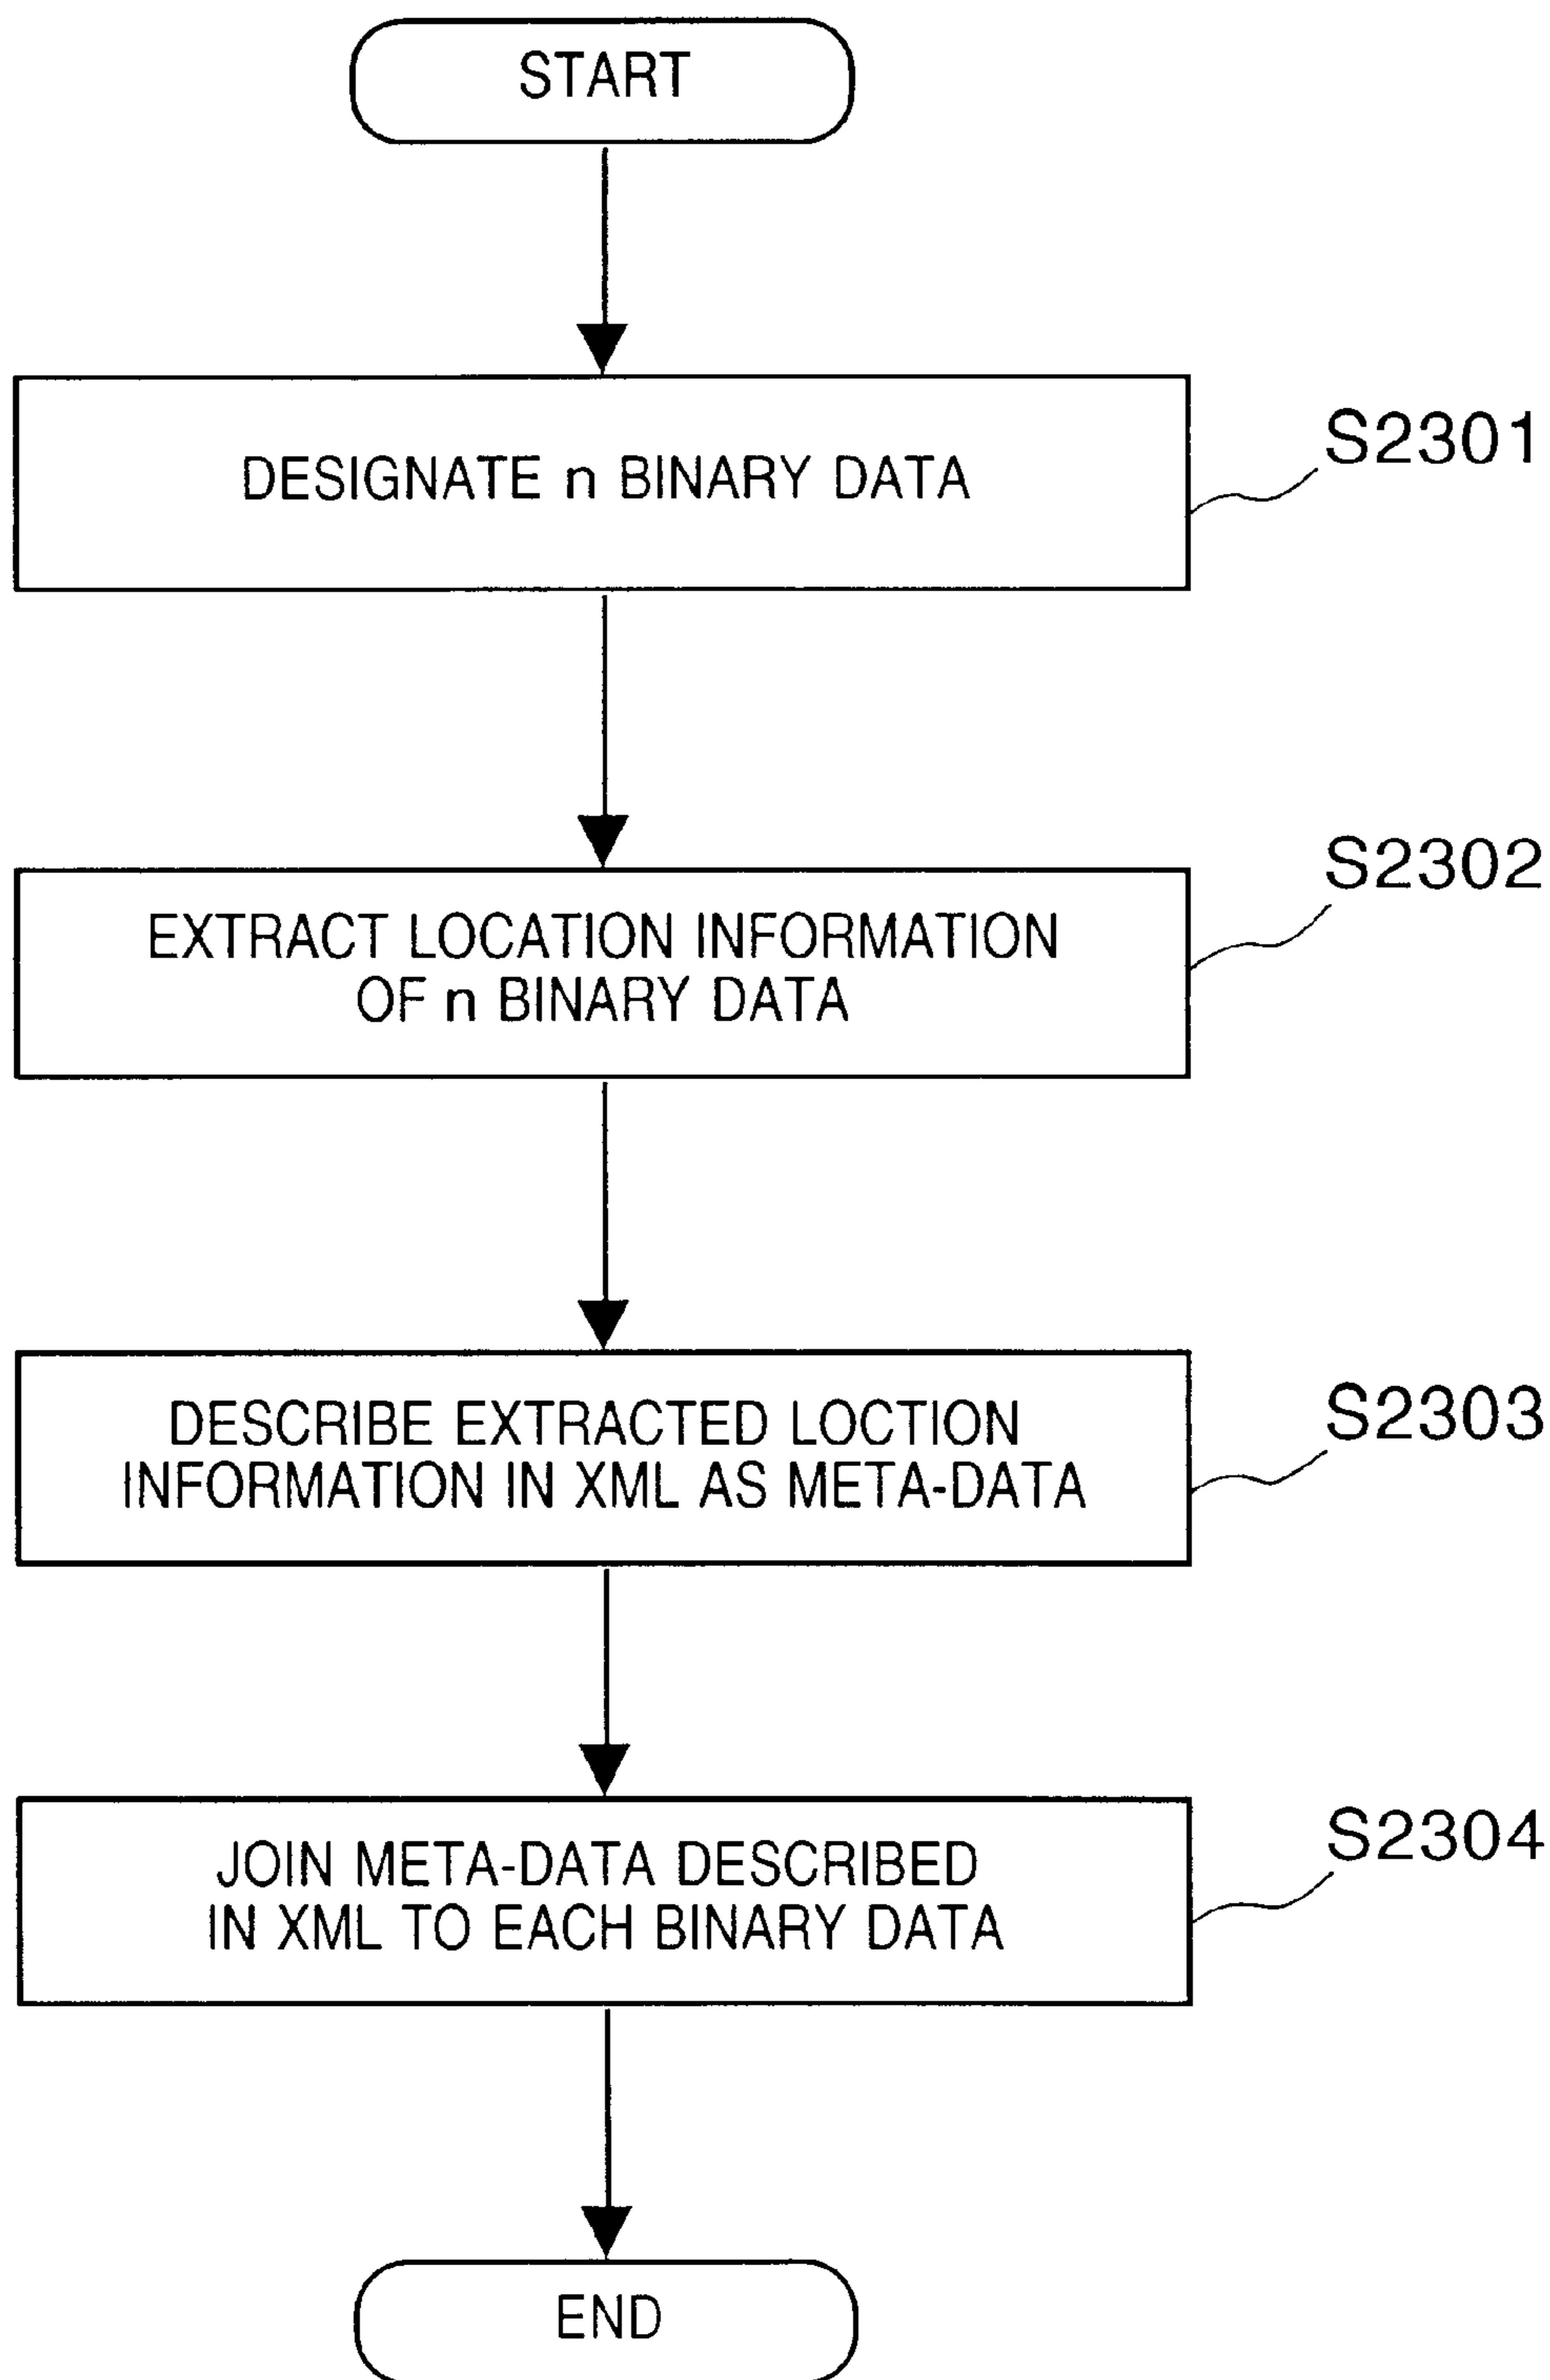 START
DESIGNATE n BINARY DATA
S2301
EXTRACT LOCATION INFORMATION
OF n BINARY DATA
S2302
DESCRIBE EXTRACTED LOCTION
INFORMATION IN XML AS META-DATA
S2303
JOIN META-DATA DESCRIBED
IN XML TO EACH BINARY DATA
S2304
END